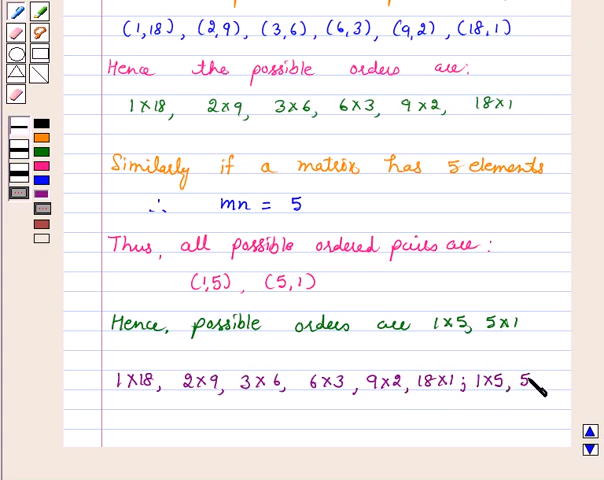 (1,18), (2,9), (3,6), (6,3), (9,2), (18,1)
Hence the possible orders are:
1×18, 2×9, 3×6, 6×3, 9×2, 18×1
Similarly if a matrix has 5 elements
∴ mn = 5
Thus, all possible ordered pairs are:
(1,5), (5,1)
Hence, possible orders are 1×5, 5×1
1×18, 2×9, 3×6, 6×3, 9×2, 18×1; 1×5, 5